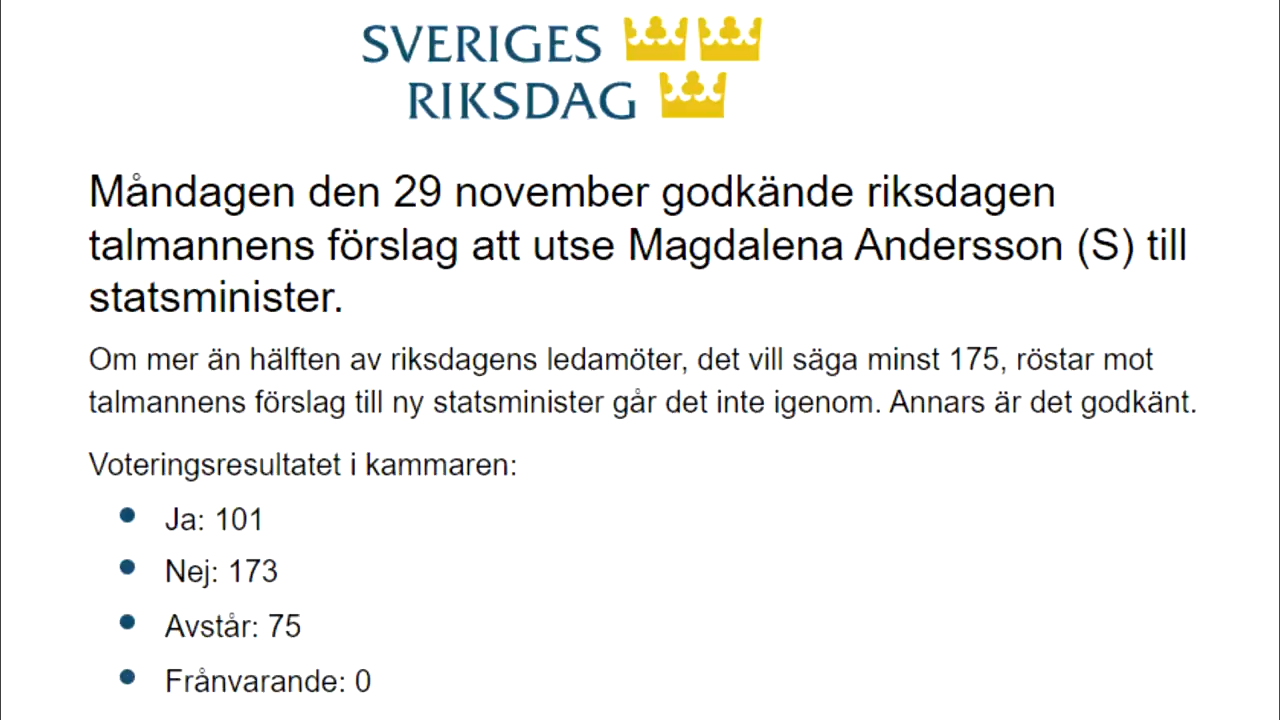 SVERIGES
RIKSDAG
Måndagen den 29 november godkände riksdagen
talmannens förslag att utse Magdalena Andersson (S) till
statsminister.
Om mer än hälften av riksdagens ledamöter, det vill säga minst 175, röstar mot
talmannens förslag till ny statsminister går det inte igenom. Annars är det godkänt.
Voteringsresultatet i kammaren:
Ja: 101
Nej: 173
Avstår: 75
Frånvarande: 0